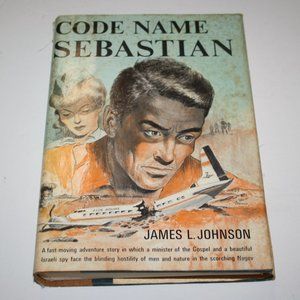 CODE NAME
SEBASTIAN
JAMES L. JOHNSON
A fast moving adventure story in which a minister of the Gospel and a beautiful
Israeli spy face the blinding hostility of men and nature in the scorching Negev